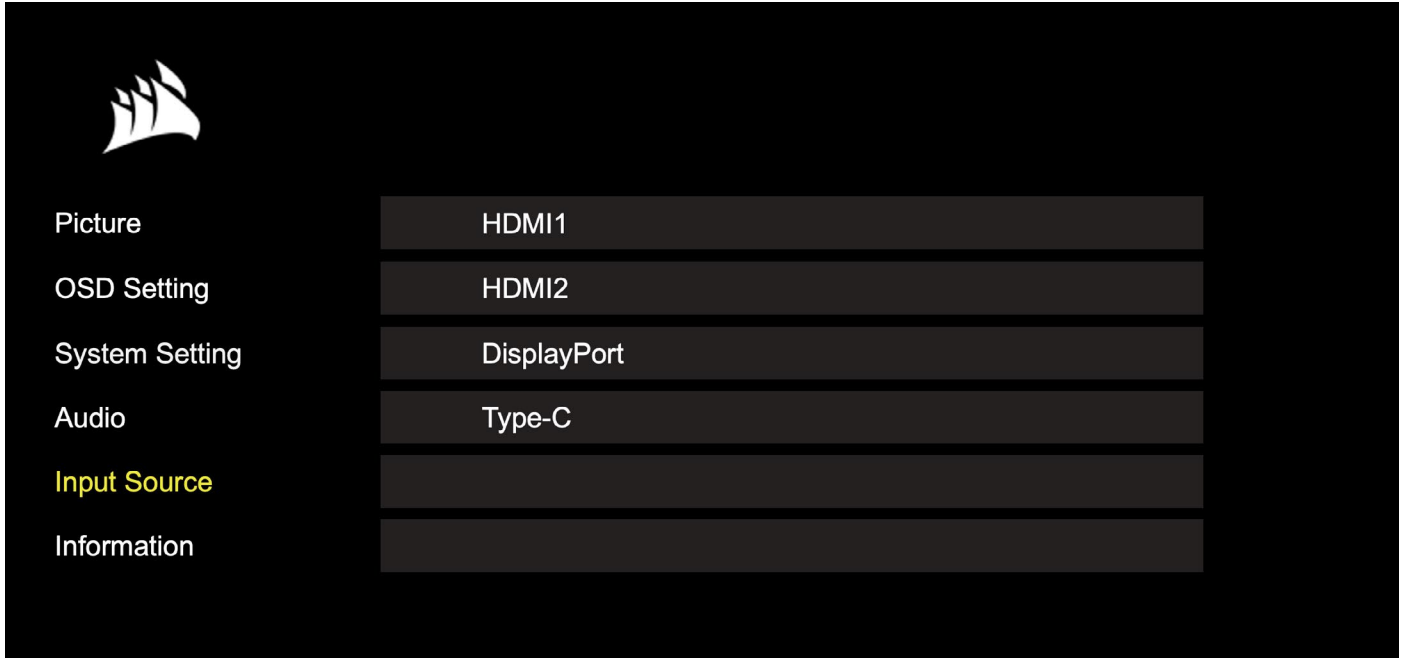 Picture HDMI1
OSD Setting HDMI2
System Setting DisplayPort
Audio Type-C
Input Source
Information